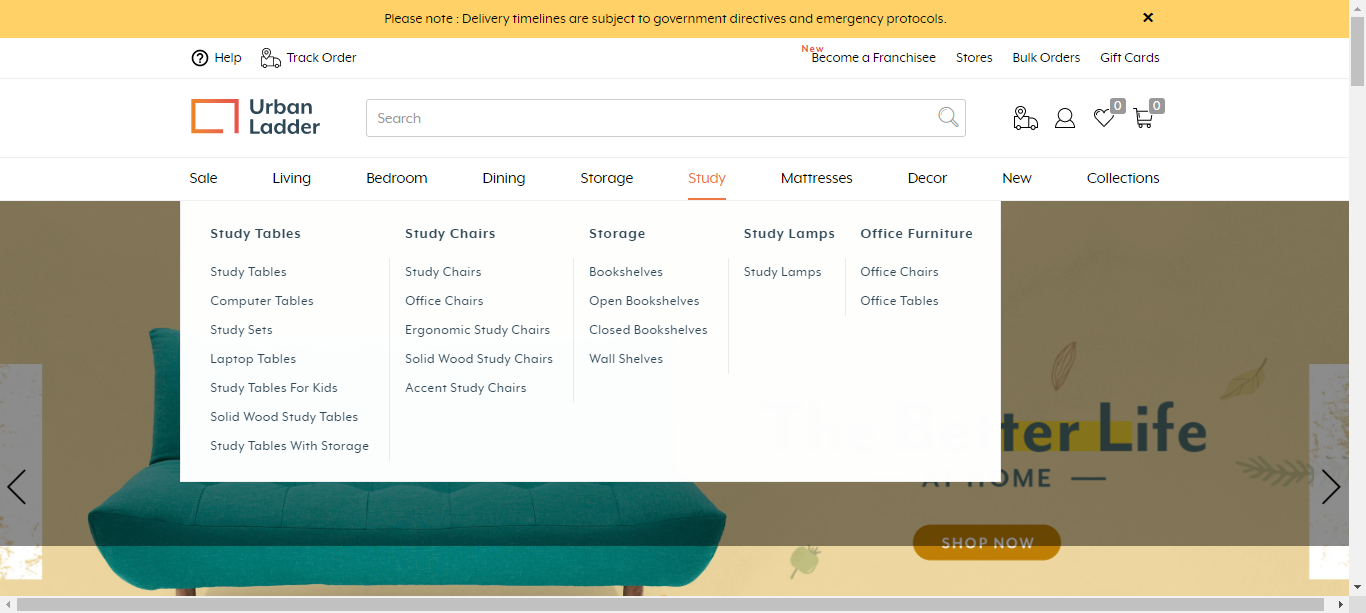 Please note : Delivery timelines are subject to government directives and emergency protocols.
Help Track Order New Become a Franchisee Stores Bulk Orders Gift Cards
Urban
Ladder
Search
0 0
Sale Living Bedroom Dining Storage Study Mattresses Decor New Collections
Study Tables
Study Tables
Computer Tables
Study Sets
Laptop Tables
Study Tables For Kids
Solid Wood Study Tables
Study Tables With Storage
Study Chairs
Study Chairs
Office Chairs
Ergonomic Study Chairs
Solid Wood Study Chairs
Accent Study Chairs
Storage
Bookshelves
Open Bookshelves
Closed Bookshelves
Wall Shelves
Study Lamps
Study Lamps
Office Furniture
Office Chairs
Office Tables
The Better Life
AT HOME
SHOP NOW